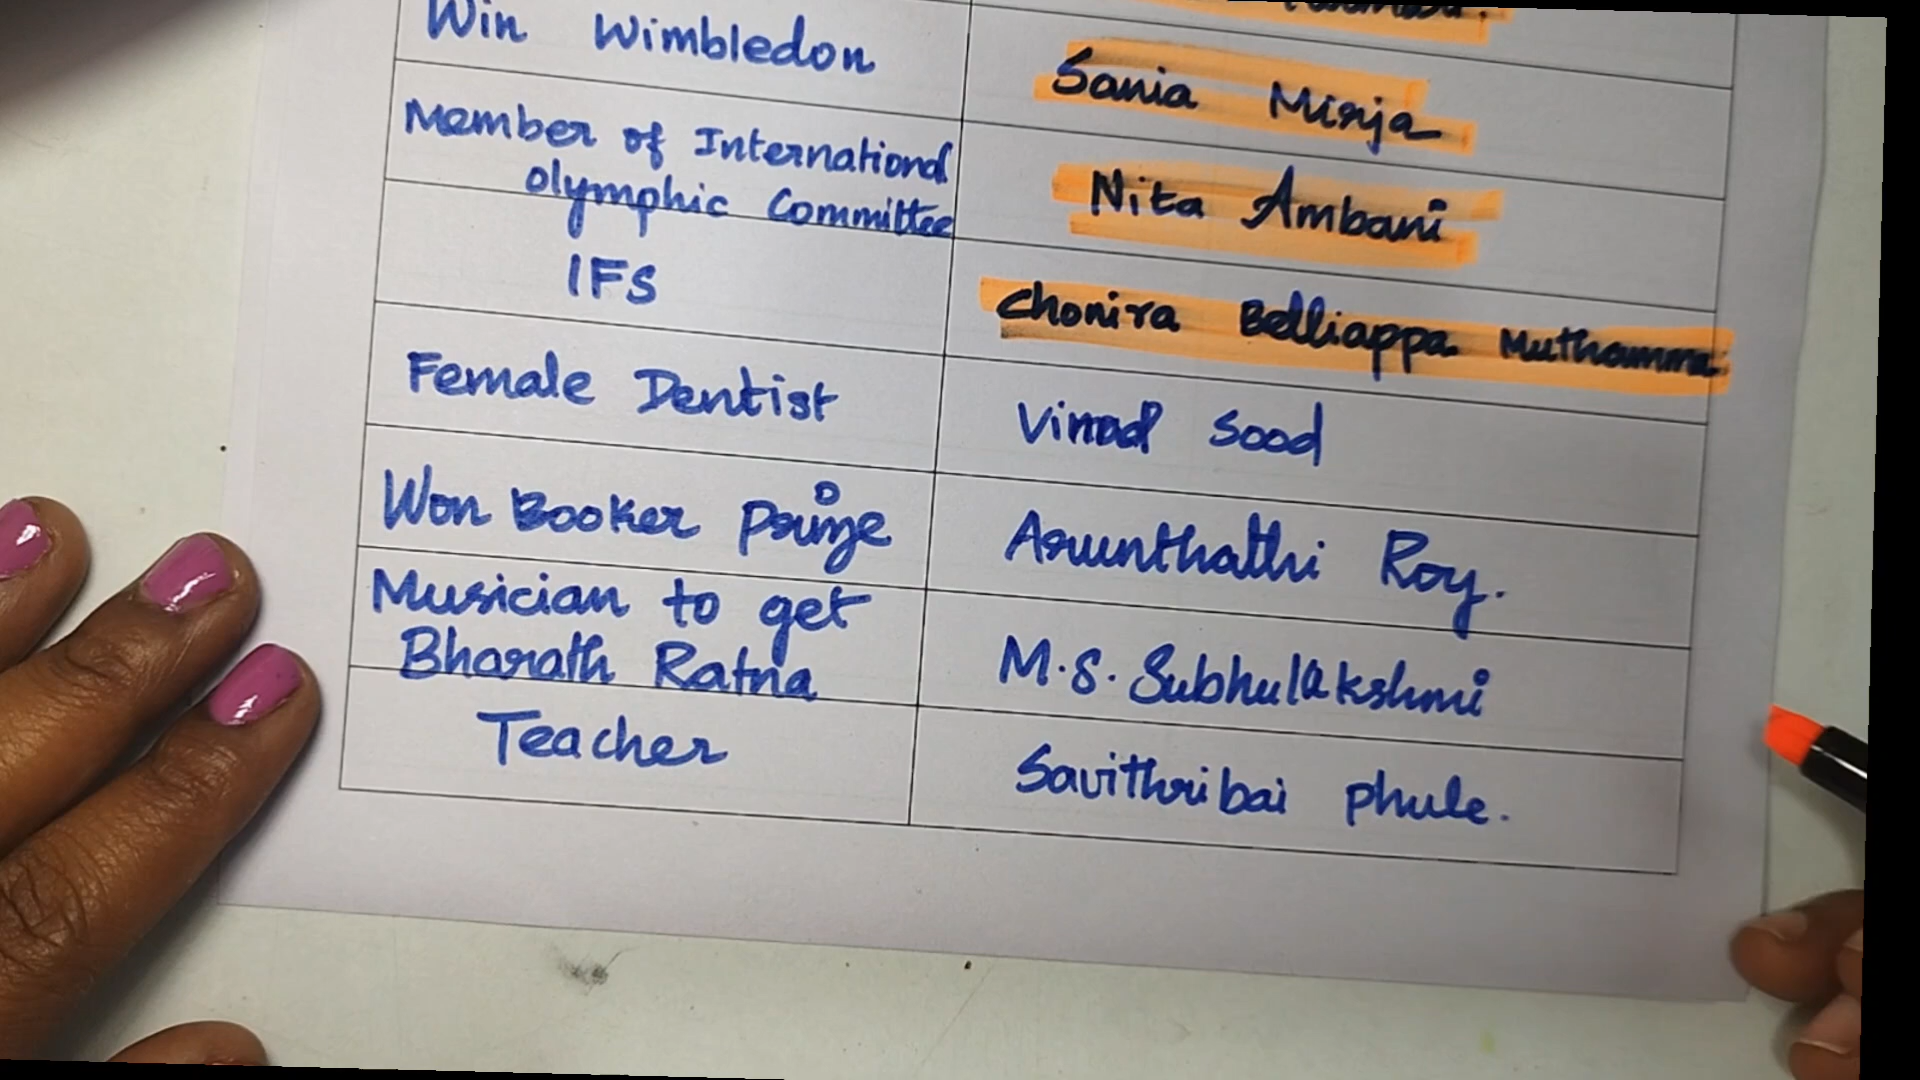 Win Wimbledon
Sania Mirja
Member of International
olymphic Committee
Nita Ambani
IFS
Chonira Belliappa Muthamma
Female Dentist
Vimal Sood
Won Booker Prize
Arunthathi Roy.
Musician to get
Bharath Ratna
M.S. Subhulakshmi
Teacher
Savithribai phule.